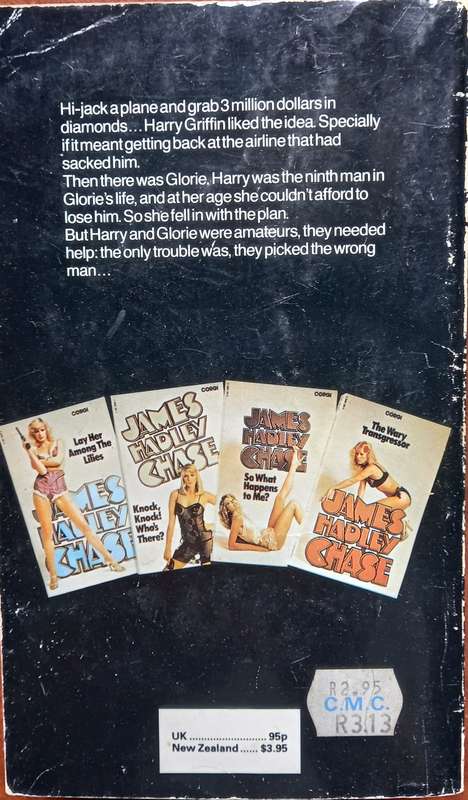 Hi-jack a plane and grab 3 million dollars in
diamonds... Harry Griffin liked the idea. Specially
if it meant getting back at the airline that had
sacked him.
Then there was Glorie. Harry was the ninth man in
Glorie's life, and at her age she couldn't afford to
lose him. So she fell in with the plan.
But Harry and Glorie were amateurs, they needed
help: the only trouble was, they picked the wrong
man...
CORGI
Lay Her
Among The
Lilies
JAMES
HADLEY
CHASE
CORGI
JAMES
HADLEY
CHASE
Knock,
Knock!
Who's
There?
CORGI
JAMES
HADLEY
CHASE
So What
Happens
to Me?
CORGI
The Wary
Transgressor
JAMES
HADLEY
CHASE
R2.95
C.M.C.
R3.13
UK ........................... 95p
New Zealand ...... $3.95